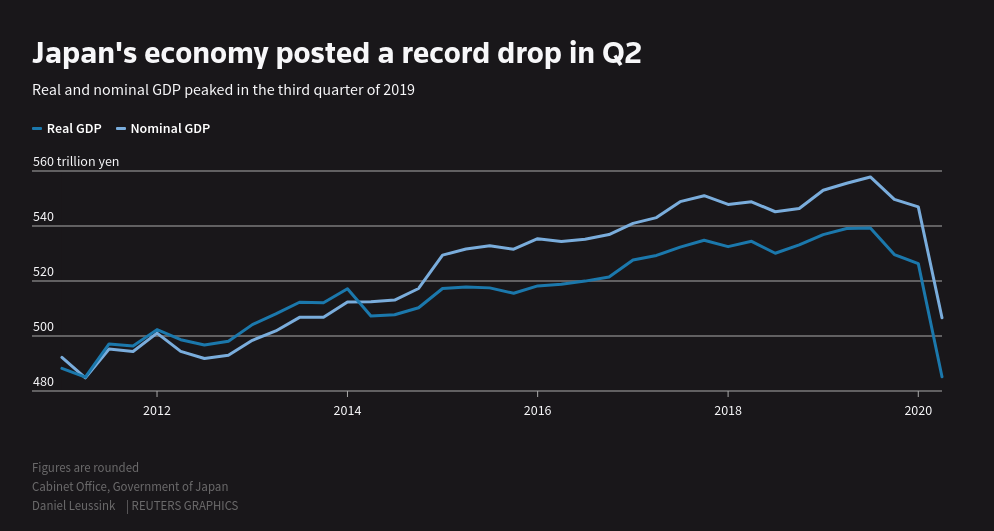 Japan's economy posted a record drop in Q2
Real and nominal GDP peaked in the third quarter of 2019
Real GDP Nominal GDP
560 trillion yen
540
520
500
480
2012 2014 2016 2018 2020
Figures are rounded
Cabinet Office, Government of Japan
Daniel Leussink | REUTERS GRAPHICS